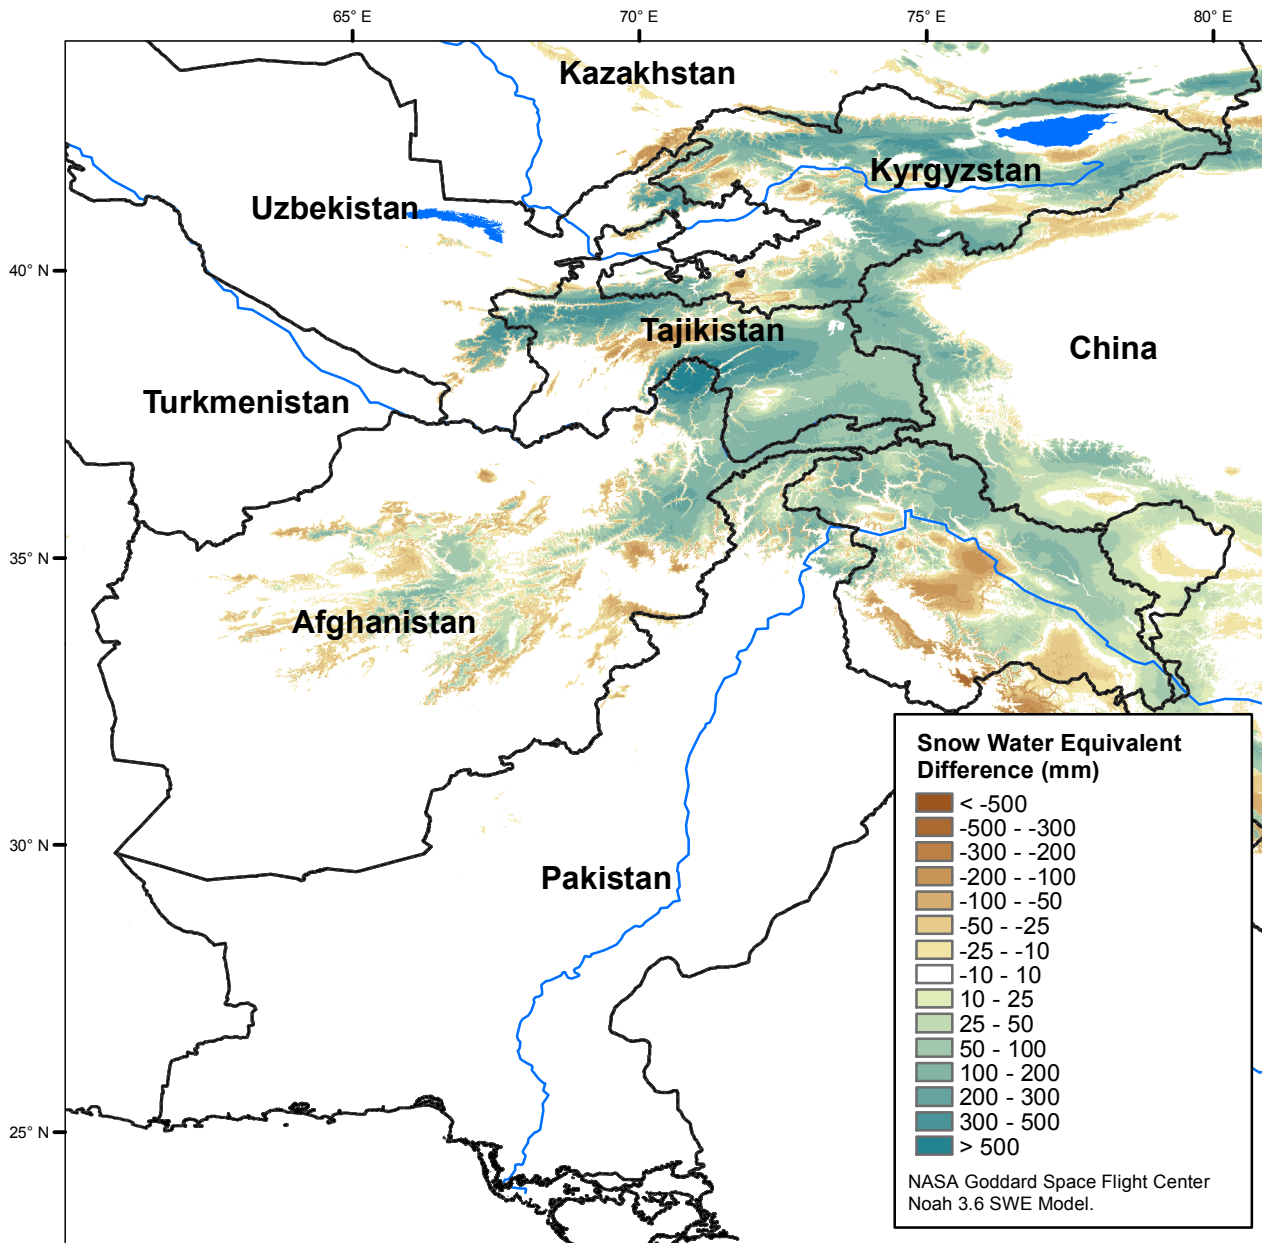 65° E
70° E
75° E
80° E
Kazakhstan
Kyrgyzstan
Uzbekistan
40° N
Tajikistan
China
Turkmenistan
35° N
Afghanistan
30° N
Pakistan
25° N
Snow Water Equivalent
Difference (mm)
< -500
-500 - -300
-300 - -200
-200 - -100
-100 - -50
-50 - -25
-25 - -10
-10 - 10
10 - 25
25 - 50
50 - 100
100 - 200
200 - 300
300 - 500
> 500
NASA Goddard Space Flight Center
Noah 3.6 SWE Model.